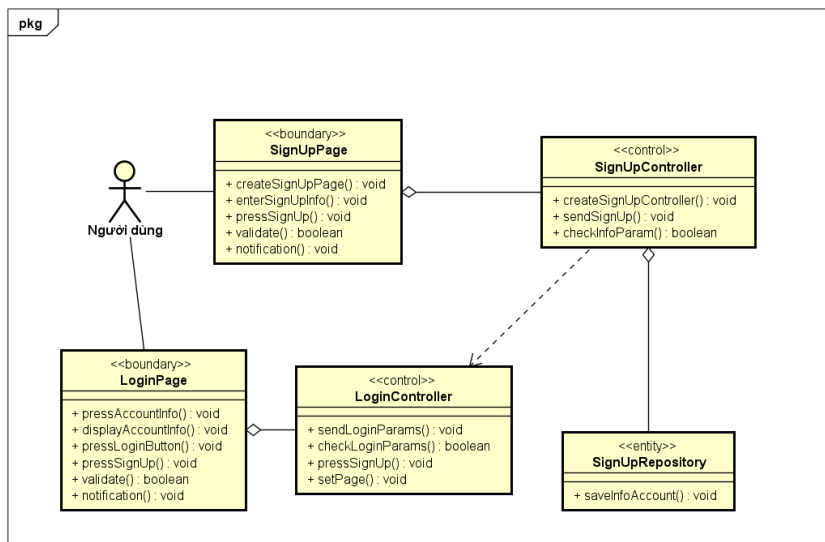 pkg
<<boundary>>
SignUpPage
+ createSignUpPage() : void
+ enterSignUpInfo() : void
+ pressSignUp() : void
+ validate() : boolean
+ notification() : void
<<control>>
SignUpController
+ createSignUpController() : void
+ sendSignUp() : void
+ checkInfoParam() : boolean
Người dùng
<<boundary>>
LoginPage
+ pressAccountInfo() : void
+ displayAccountInfo() : void
+ pressLoginButton() : void
+ pressSignUp() : void
+ validate() : boolean
+ notification() : void
<<control>>
LoginController
+ sendLoginParams() : void
+ checkLoginParams() : boolean
+ pressSignUp() : void
+ setPage() : void
<<entity>>
SignUpRepository
+ saveInfoAccount() : void